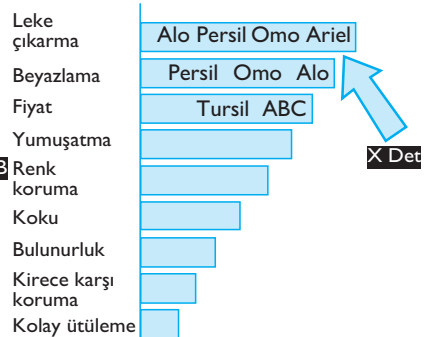 Leke
çıkarma
Alo Persil Omo Ariel
Beyazlama
Persil Omo Alo
Fiyat
Tursil ABC
Yumuşatma
B
Renk
koruma
X Det
Koku
Bulunurluk
Kirece karşı
koruma
Kolay ütüleme